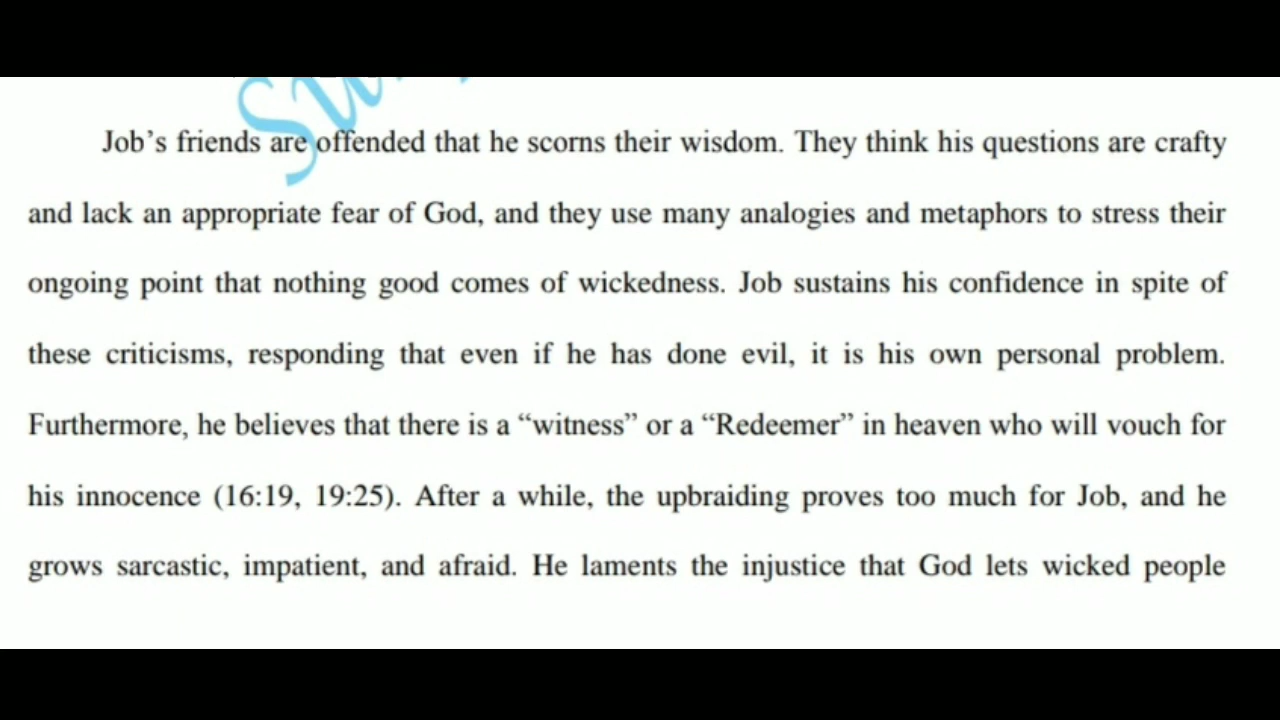 Job’s friends are offended that he scorns their wisdom. They think his questions are crafty
and lack an appropriate fear of God, and they use many analogies and metaphors to stress their
ongoing point that nothing good comes of wickedness. Job sustains his confidence in spite of
these criticisms, responding that even if he has done evil, it is his own personal problem.
Furthermore, he believes that there is a “witness” or a “Redeemer” in heaven who will vouch for
his innocence (16:19, 19:25). After a while, the upbraiding proves too much for Job, and he
grows sarcastic, impatient, and afraid. He laments the injustice that God lets wicked people